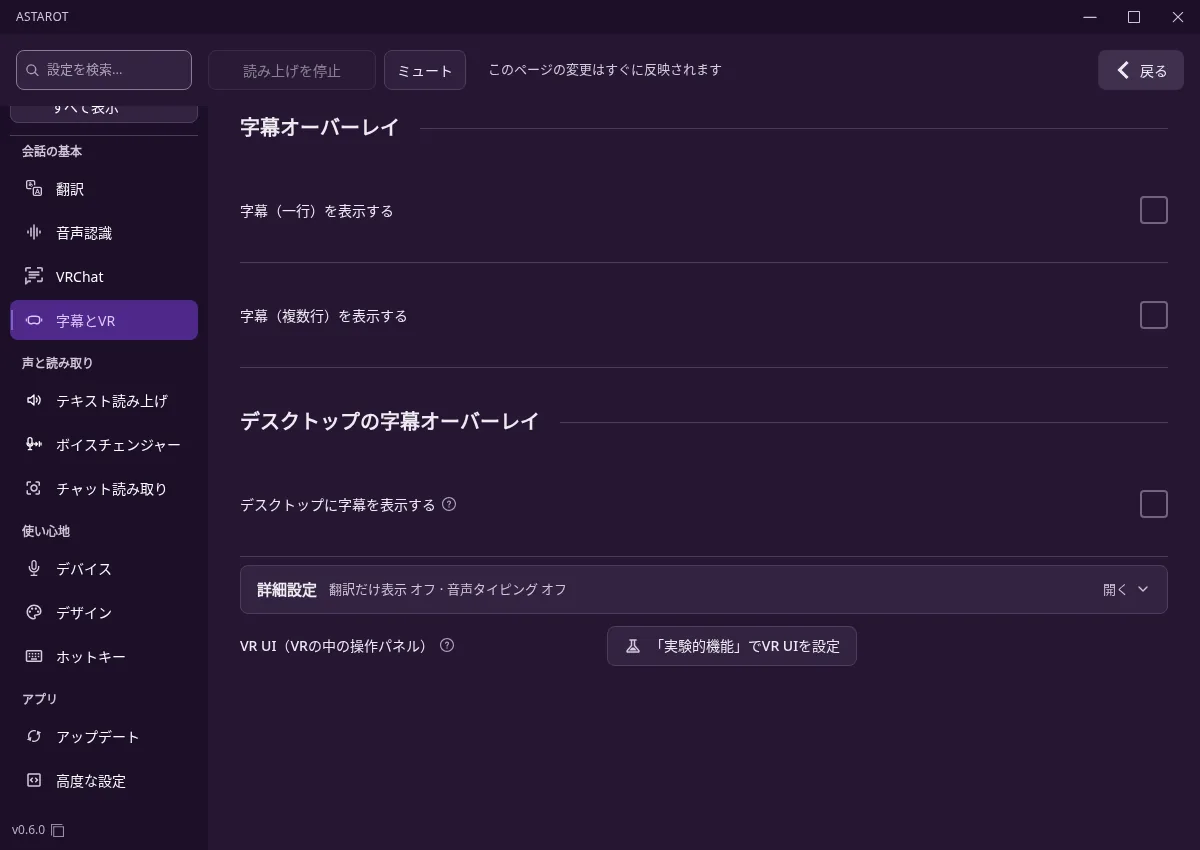 ASTAROT
設定を検索...
読み上げを停止
ミュート
このページの変更はすぐに反映されます
戻る
すべて表示
会話の基本
翻訳
音声認識
VRChat
字幕とVR
声と読み取り
テキスト読み上げ
ボイスチェンジャー
チャット読み取り
使い心地
デバイス
デザイン
ホットキー
アプリ
アップデート
高度な設定
v0.6.0
字幕オーバーレイ
字幕（一行）を表示する
字幕（複数行）を表示する
デスクトップの字幕オーバーレイ
デスクトップに字幕を表示する ?
詳細設定 翻訳だけ表示 オフ · 音声タイピング オフ 開く
VR UI（VRの中の操作パネル） ? 「実験的機能」でVR UIを設定